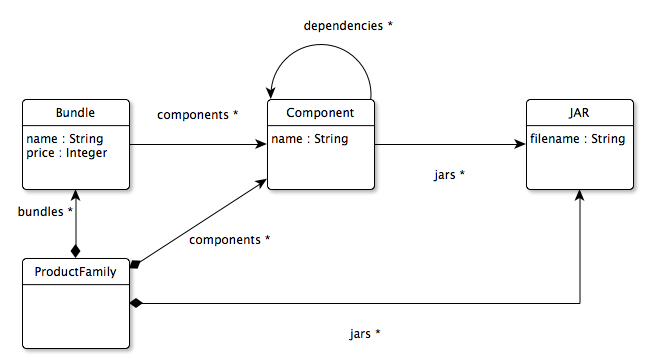 dependencies *
Bundle
name : String
price : Integer
components *
Component
name : String
jars *
JAR
filename : String
bundles *
components *
ProductFamily
jars *